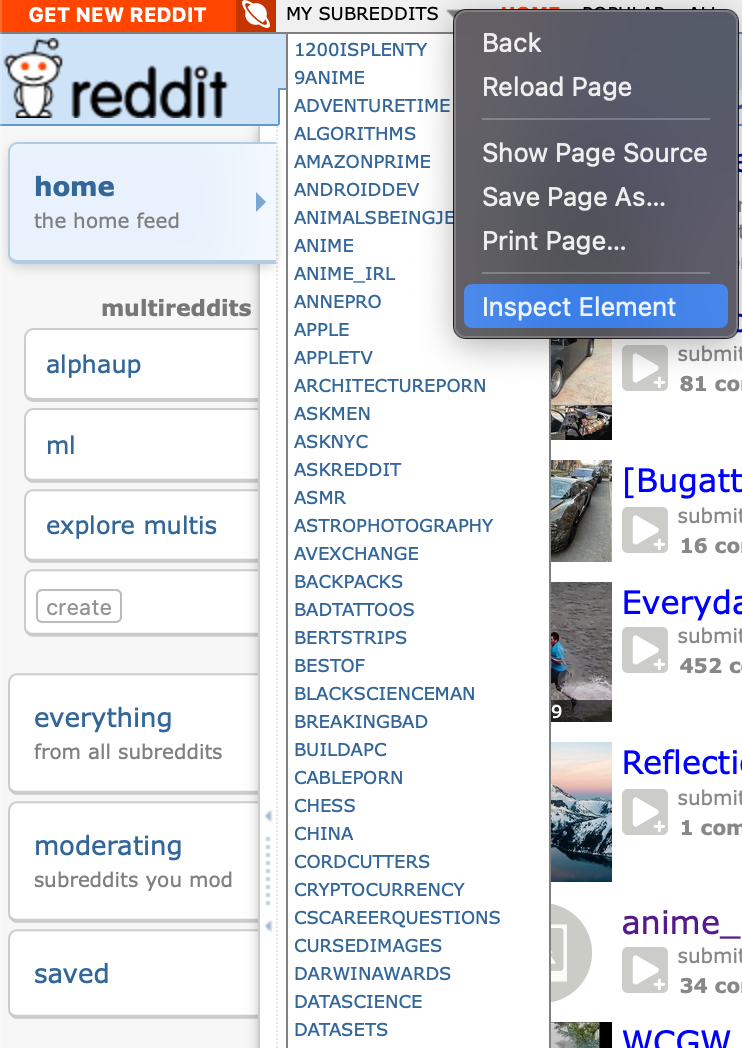 GET NEW REDDIT
MY SUBREDDITS
reddit
home
the home feed
multireddits
alphaup
ml
explore multis
create
everything
from all subreddits
moderating
subreddits you mod
saved
1200ISPLENTY
9ANIME
ADVENTURETIME
ALGORITHMS
AMAZONPRIME
ANDROIDDEV
ANIMALSBEINGJE
ANIME
ANIME_IRL
ANNEPRO
APPLE
APPLETV
ARCHITECTUREPORN
ASKMEN
ASKNYC
ASKREDDIT
ASMR
ASTROPHOTOGRAPHY
AVEXCHANGE
BACKPACKS
BADTATTOOS
BERTSTRIPS
BESTOF
BLACKSCIENCEMAN
BREAKINGBAD
BUILDAPC
CABLEPORN
CHESS
CHINA
CORDCUTTERS
CRYPTOCURRENCY
CSCAREERQUESTIONS
CURSEDIMAGES
DARWINAWARDS
DATASCIENCE
DATASETS
Back
Reload Page
Show Page Source
Save Page As...
Print Page...
Inspect Element
submit
81 co
[Bugatt
submit
16 co
Everyda
submit
452 c
9
Reflecti
submit
1 com
anime_
submit
34 co
WCGW